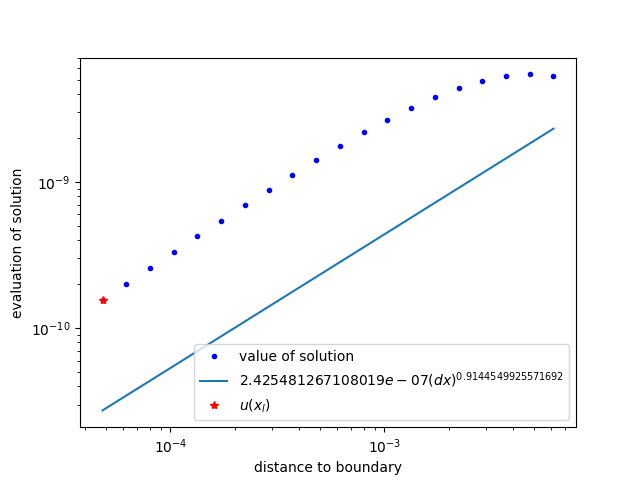 10⁻⁹
10⁻¹⁰
evaluation of solution
value of solution
2.425481267108019e − 07(dx)^0.9144549925571692
u(x_l)
10⁻⁴
10⁻³
distance to boundary